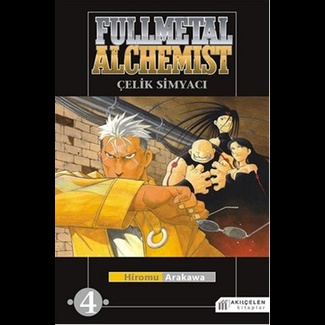 FULLMETAL
ALCHEMIST
ÇELİK SİMYACI
Hiromu Arakawa
4
AKILÇELEN
kitaplar